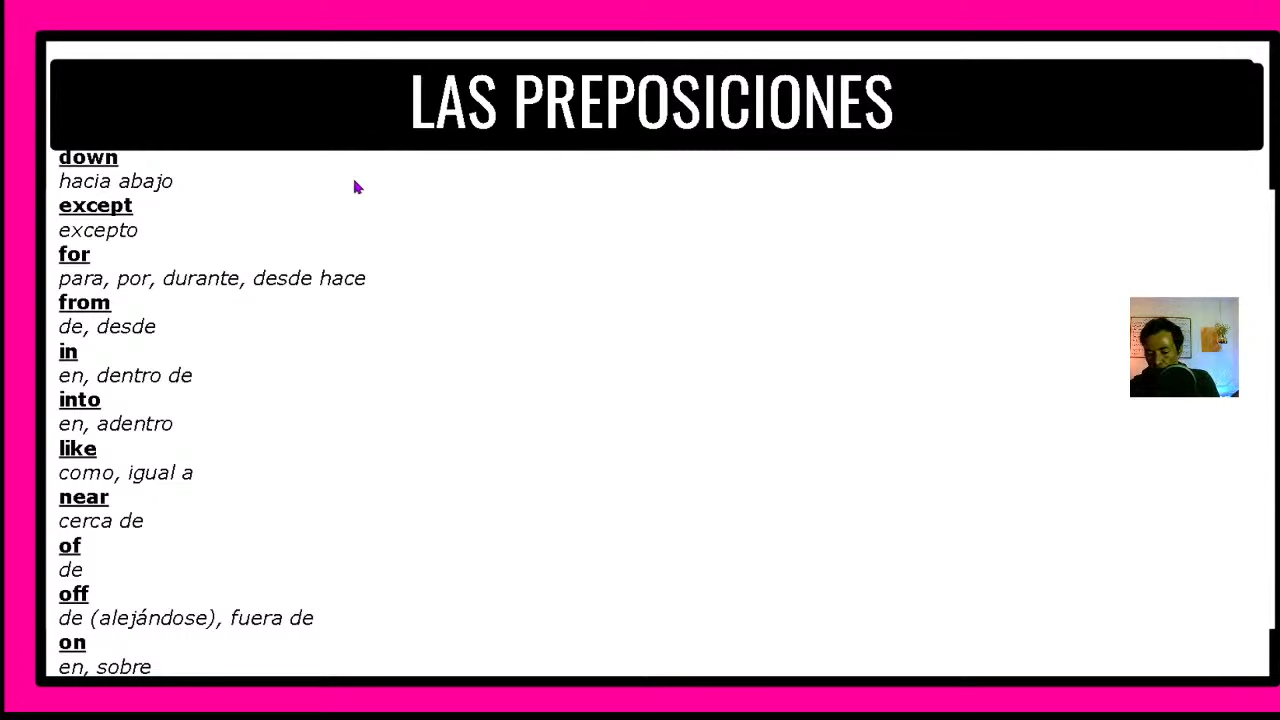 LAS PREPOSICIONES
down
hacia abajo
except
excepto
for
para, por, durante, desde hace
from
de, desde
in
en, dentro de
into
en, adentro
like
como, igual a
near
cerca de
of
de
off
de (alejándose), fuera de
on
en, sobre